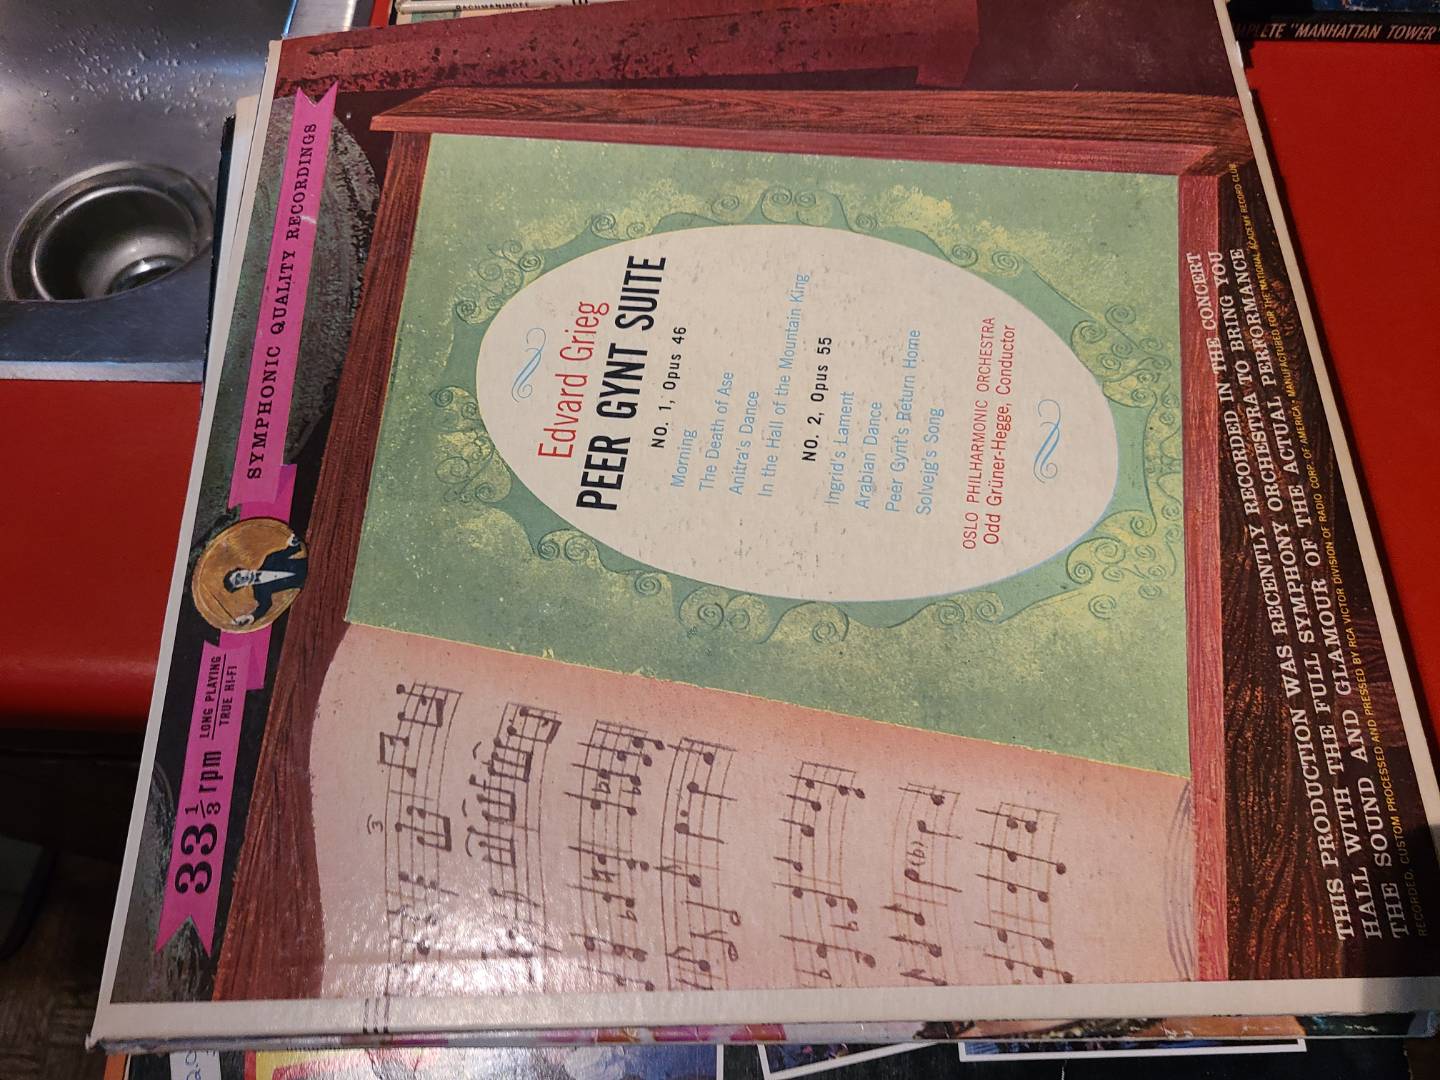 RACHMANINOFF
"MANHATTAN TOWER"
33 1/3 rpm
LONG PLAYING
TRUE HI-FI
SYMPHONIC QUALITY RECORDINGS
Edvard Grieg
PEER GYNT SUITE
NO. 1, Opus 46
Morning
The Death of Ase
Anitra's Dance
In the Hall of the Mountain King
NO. 2, Opus 55
Ingrid's Lament
Arabian Dance
Peer Gynt's Return Home
Solveig's Song
OSLO PHILHARMONIC ORCHESTRA
Odd Grüner-Hegge, Conductor
3
THIS PRODUCTION WAS RECENTLY RECORDED IN THE CONCERT
HALL WITH THE FULL SYMPHONY ORCHESTRA TO BRING YOU
THE SOUND AND GLAMOUR OF THE ACTUAL PERFORMANCE
RECORDED, CUSTOM PROCESSED AND PRESSED BY RCA VICTOR DIVISION OF RADIO CORP. OF AMERICA. MANUFACTURED FOR THE NATIONAL ACADEMY RECORD CLUB